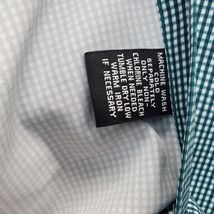 MACHINE WASH
COLD
SEPARATELY
ONLY NON-
CHLORINE BLEACH
WHEN NEEDED
TUMBLE DRY LOW
WARM IRON
IF NECESSARY